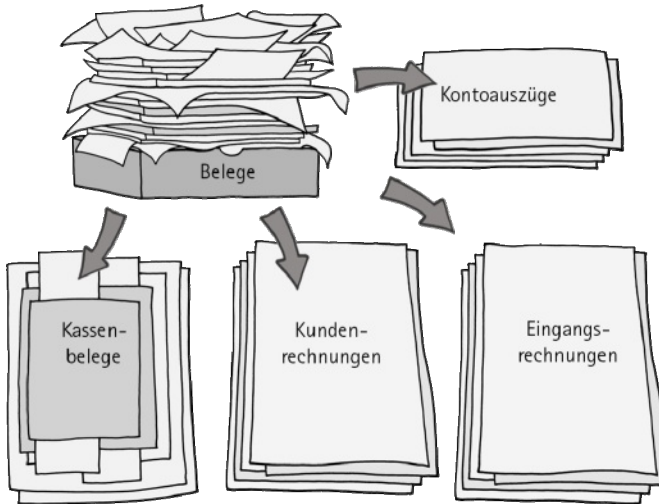 Kontoauszüge
Belege
Kassen-
belege
Kunden-
rechnungen
Eingangs-
rechnungen